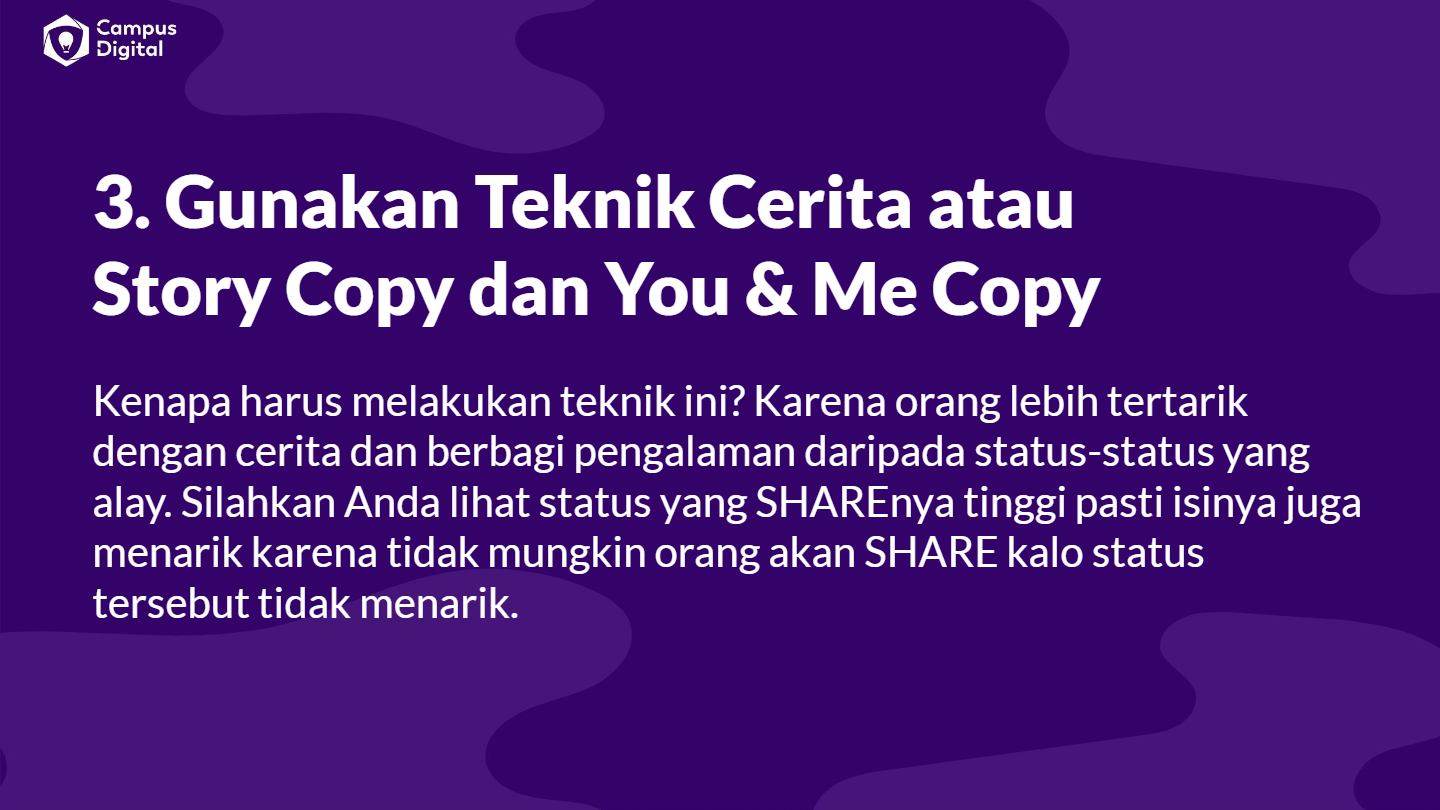 Campus
Digital
3. Gunakan Teknik Cerita atau
Story Copy dan You & Me Copy
Kenapa harus melakukan teknik ini? Karena orang lebih tertarik
dengan cerita dan berbagi pengalaman daripada status-status yang
alay. Silahkan Anda lihat status yang SHAREnya tinggi pasti isinya juga
menarik karena tidak mungkin orang akan SHARE kalo status
tersebut tidak menarik.